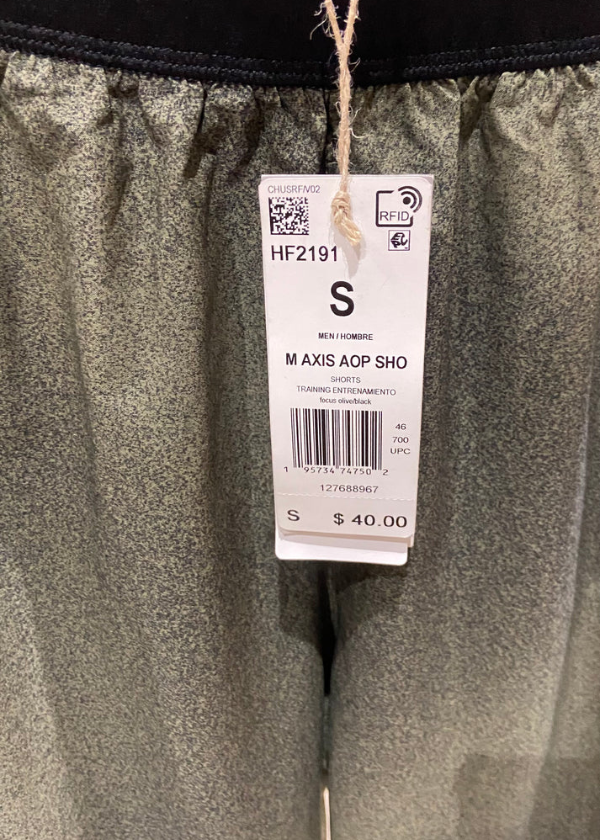 CHUSRF/V02
RFID
HF2191
S
MEN / HOMBRE
M AXIS AOP SHO
SHORTS
TRAINING ENTRENAMIENTO
focus olive/black
46
700
UPC
1 95734 74750 2
127688967
S $ 40.00